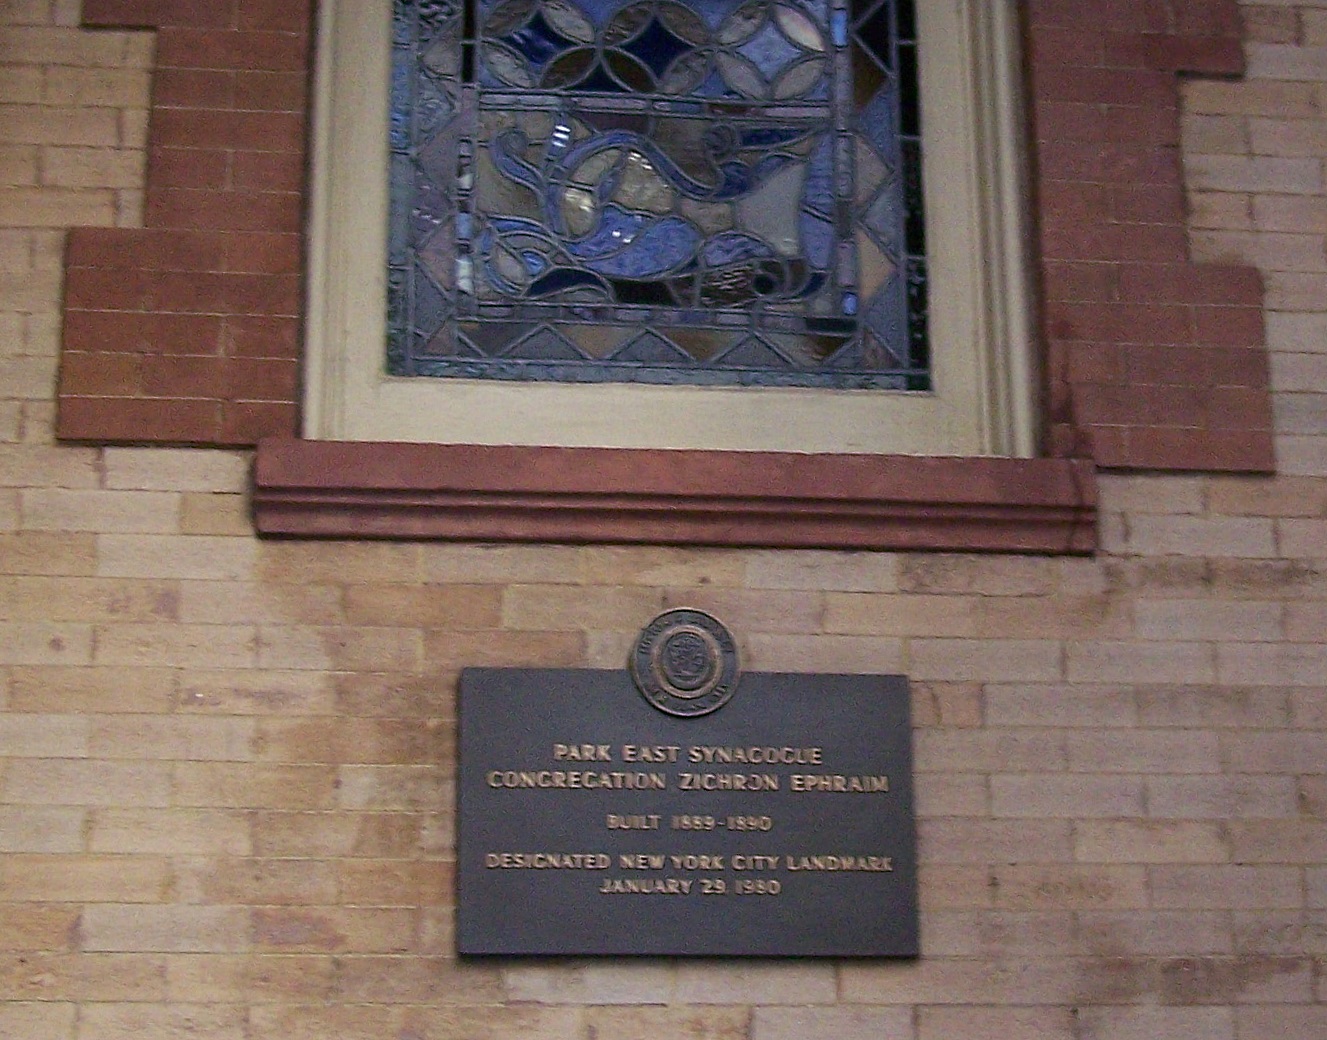 PARK EAST SYNAGOGUE
CONGREGATION ZICHRON EPHRAIM
BUILT 1889-1890
DESIGNATED NEW YORK CITY LANDMARK
JANUARY 29, 1980